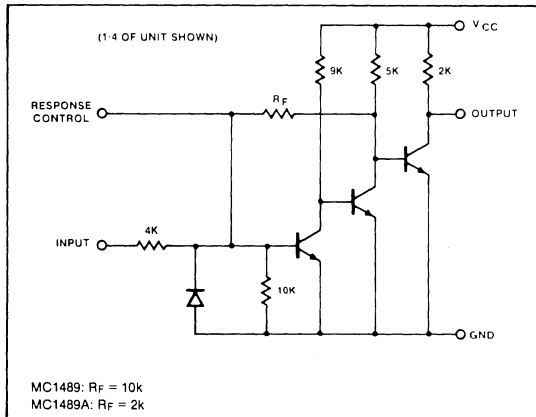 (1·4 OF UNIT SHOWN)
VCC
9K
5K
2K
RF
RESPONSE
CONTROL
OUTPUT
4K
INPUT
10K
GND
MC1489: RF = 10k
MC1489A: RF = 2k